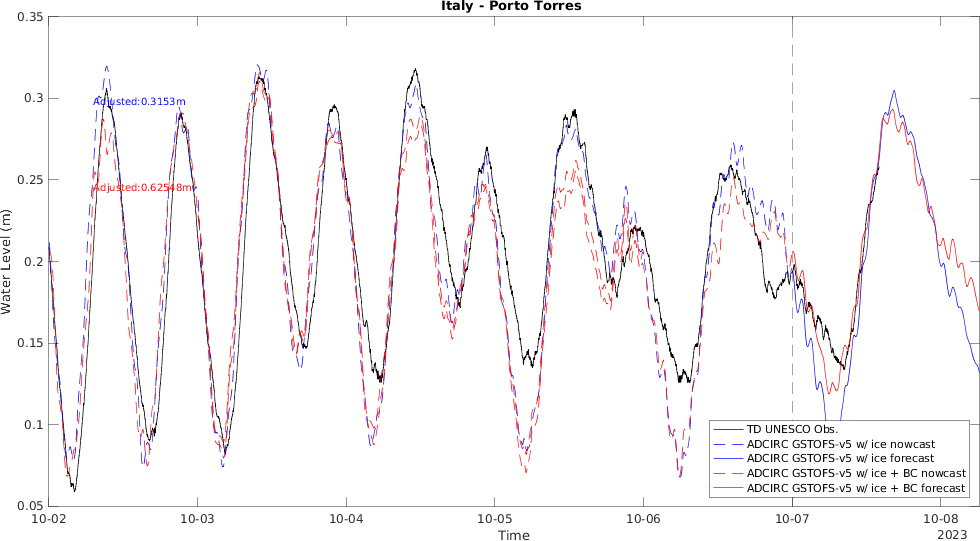 Italy - Porto Torres
0.35
0.3
0.25
0.2
0.15
0.1
0.05
Water Level (m)
Adjusted:0.3153m
Adjusted:0.62548m
TD UNESCO Obs.
ADCIRC GSTOFS-v5 w/ ice nowcast
ADCIRC GSTOFS-v5 w/ ice forecast
ADCIRC GSTOFS-v5 w/ ice + BC nowcast
ADCIRC GSTOFS-v5 w/ ice + BC forecast
10-02 10-03 10-04 10-05 10-06 10-07 10-08
Time
2023